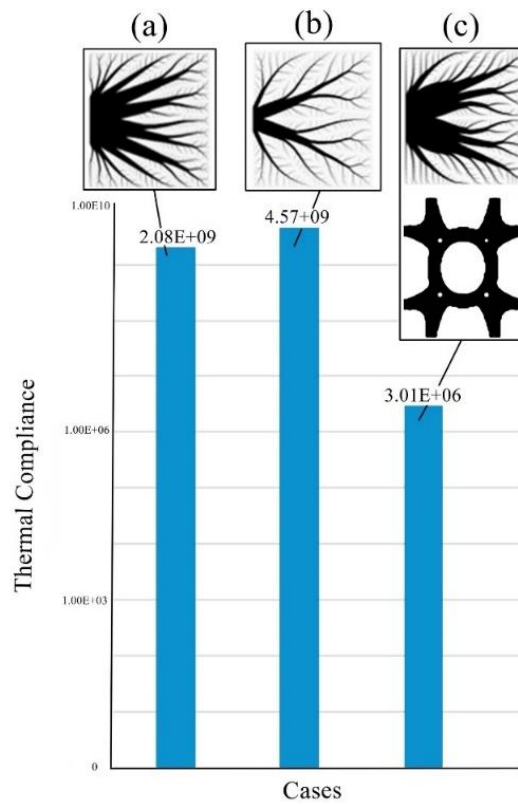 (a) (b) (c)
1.00E10
2.08E+09
4.57+09
3.01E+06
1.00E+06
1.00E+03
0
Thermal Compliance
Cases